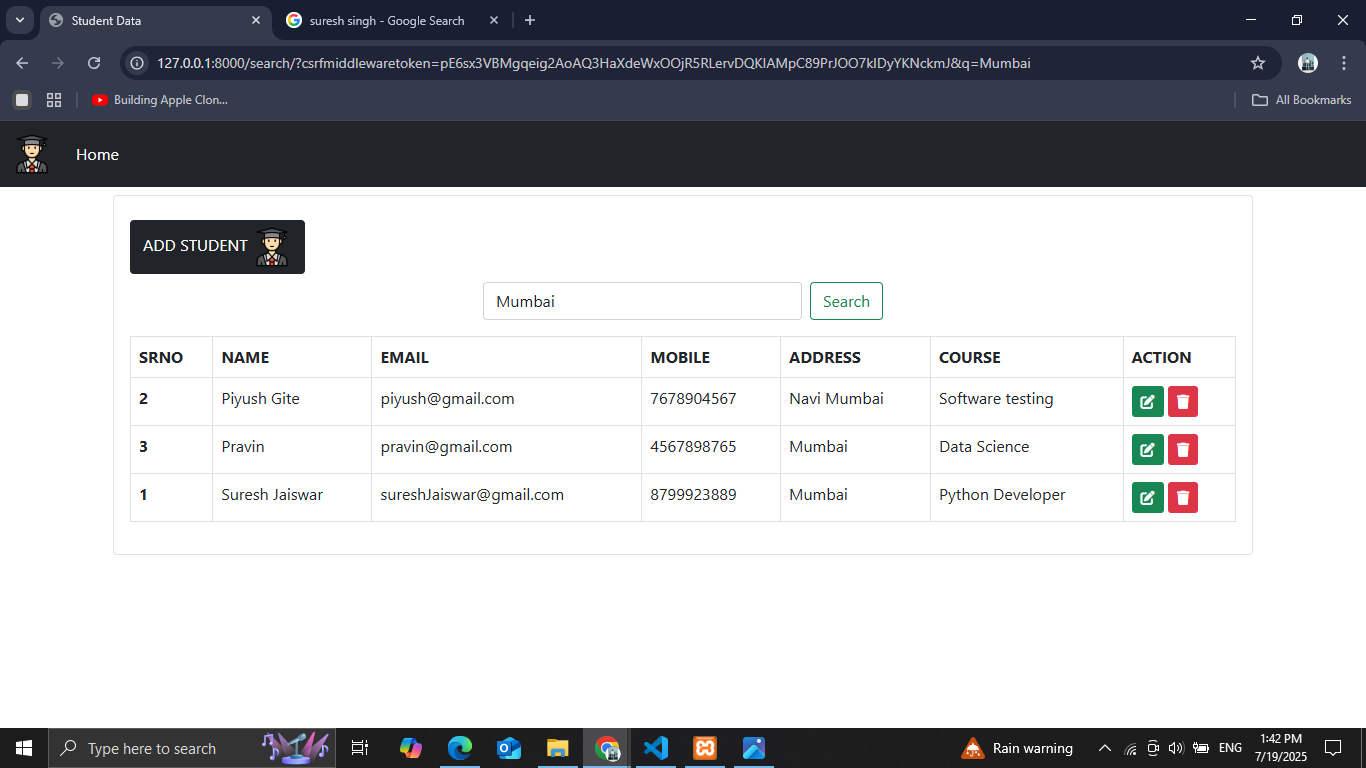 Student Data
suresh singh - Google Search
127.0.0.1:8000/search/?csrfmiddlewaretoken=pE6sx3VBMgqeig2AoAQ3HaXdeWxOOjR5RLervDQKIAMpC89PrJOO7kIDyYKNckmJ&q=Mumbai
Building Apple Clon...
All Bookmarks
Home
ADD STUDENT
Mumbai Search
SRNO NAME EMAIL MOBILE ADDRESS COURSE ACTION
2 Piyush Gite piyush@gmail.com 7678904567 Navi Mumbai Software testing
3 Pravin pravin@gmail.com 4567898765 Mumbai Data Science
1 Suresh Jaiswar sureshJaiswar@gmail.com 8799923889 Mumbai Python Developer
Type here to search
Rain warning
ENG
1:42 PM
7/19/2025